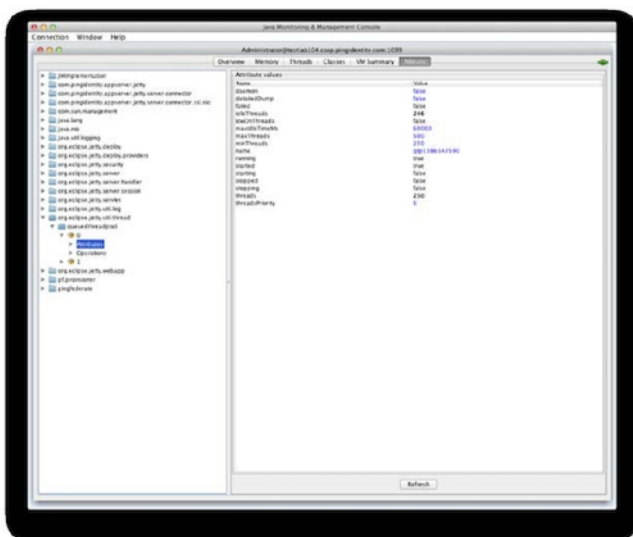 Java Monitoring & Management Console
Connection Window Help
Administrator@testlab104.corp.pingidentity.com:1099
Overview Memory Threads Classes VM Summary MBeans
JMImplementation
com.pingidentity.appserver.jetty
com.pingidentity.appserver.jetty.server.connector
com.pingidentity.appserver.jetty.server.connector.ssl.nio
com.sun.management
java.lang
java.nio
java.util.logging
org.eclipse.jetty.deploy
org.eclipse.jetty.deploy.providers
org.eclipse.jetty.security
org.eclipse.jetty.server
org.eclipse.jetty.server.handler
org.eclipse.jetty.server.session
org.eclipse.jetty.servlet
org.eclipse.jetty.util.log
org.eclipse.jetty.util.thread
queuedthreadpool
0
Attributes
Operations
1
org.eclipse.jetty.webapp
pf.provisioner
pingfederate
Attribute values
Name Value
daemon false
detailedDump false
failed false
idleThreads 246
lowOnThreads false
maxIdleTimeMs 60000
maxThreads 500
minThreads 250
name
running true
started true
starting false
stopped false
stopping false
threads 250
threadsPriority 5
Refresh